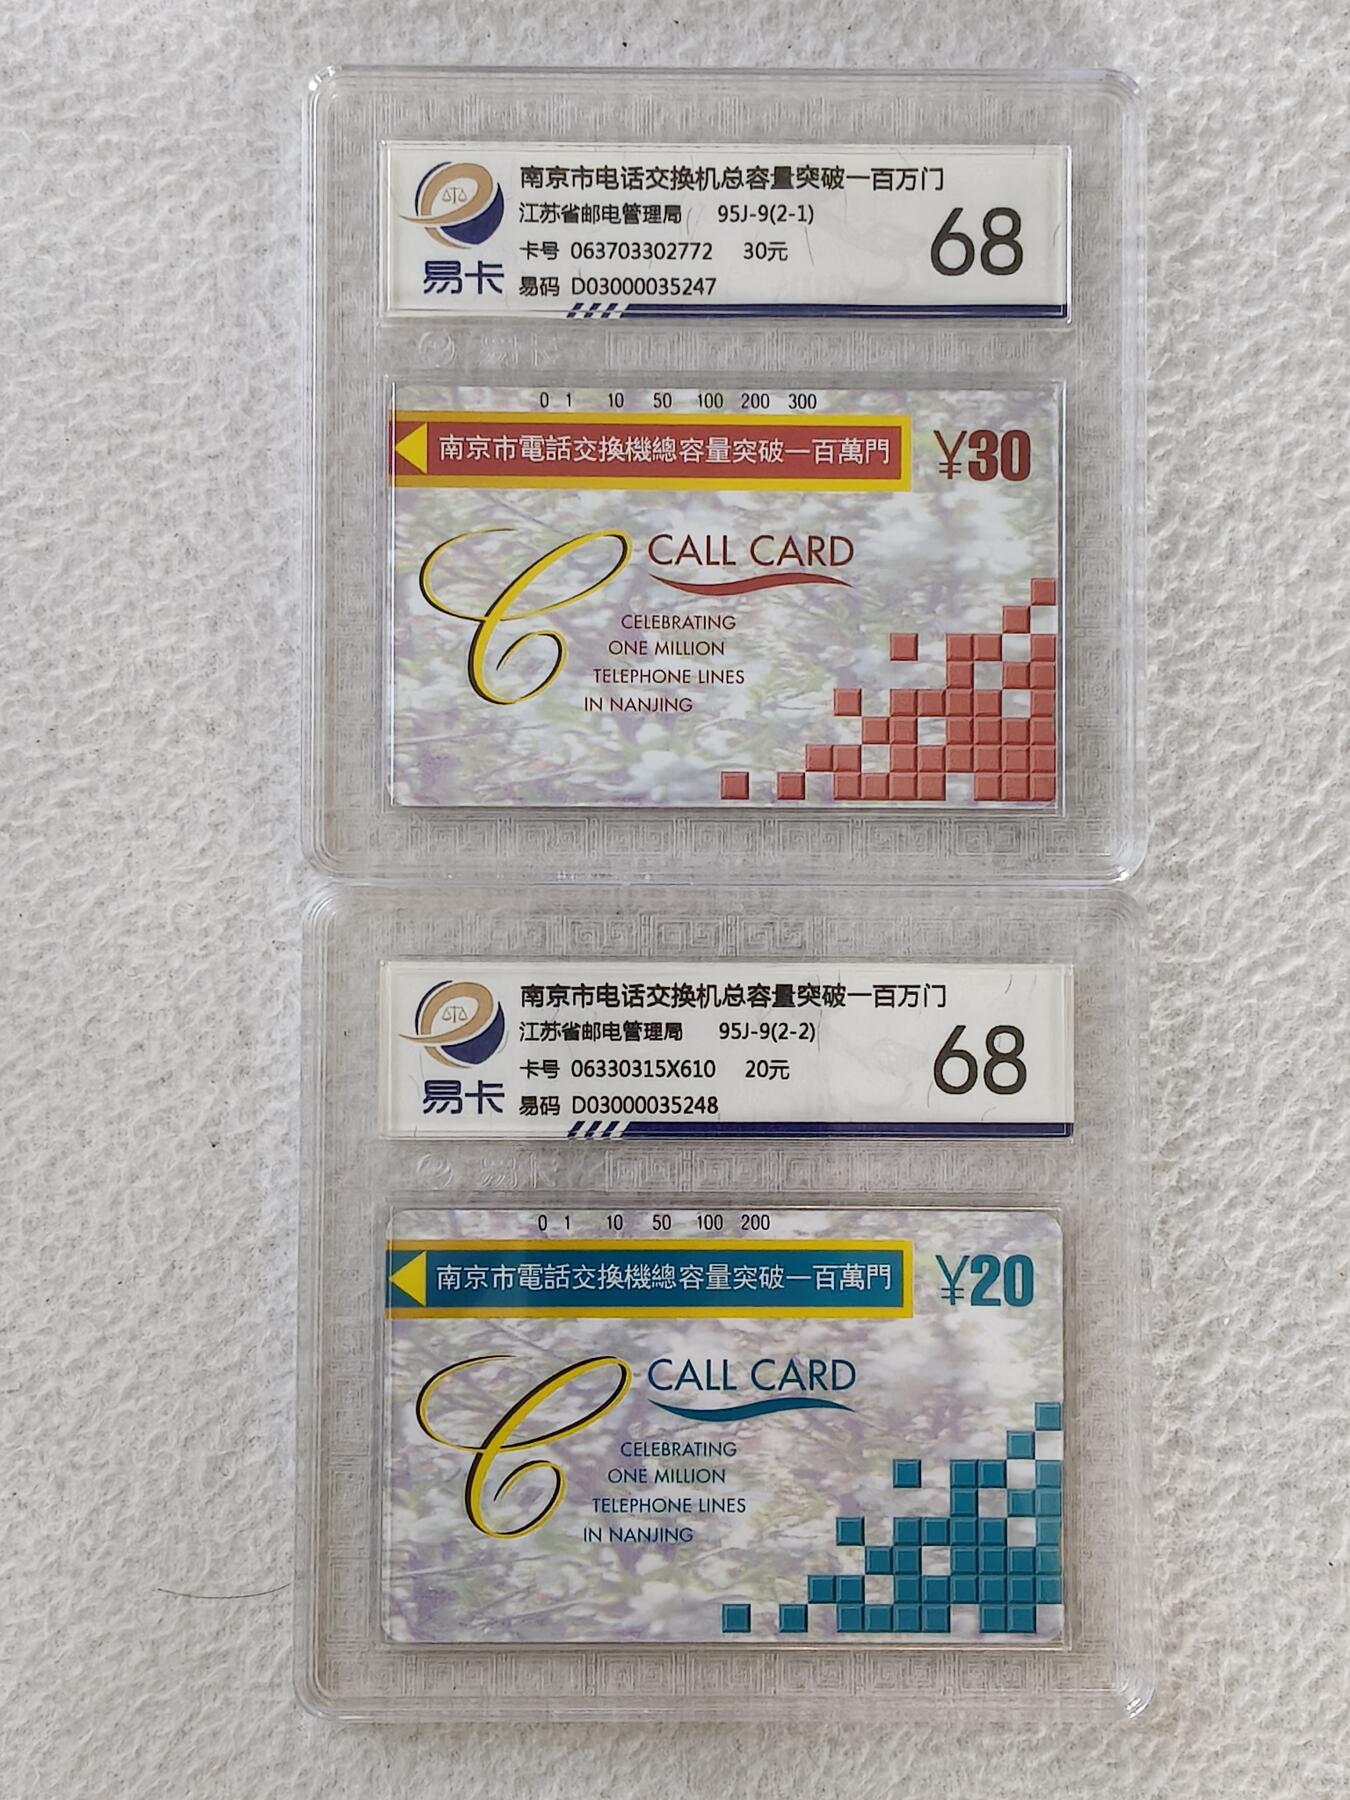 南京市电话交换机总容量突破一百万门
江苏省邮电管理局 95J-9(2-1)
卡号 063703302772 30元
易码 D03000035247
68
易卡
0 1 10 50 100 200 300
南京市電話交換機總容量突破一百萬門
¥30
CALL CARD
CELEBRATING
ONE MILLION
TELEPHONE LINES
IN NANJING
南京市电话交换机总容量突破一百万门
江苏省邮电管理局 95J-9(2-2)
卡号 06330315X610 20元
易码 D03000035248
68
易卡
易卡
0 1 10 50 100 200
南京市電話交換機總容量突破一百萬門
¥20
CALL CARD
CELEBRATING
ONE MILLION
TELEPHONE LINES
IN NANJING